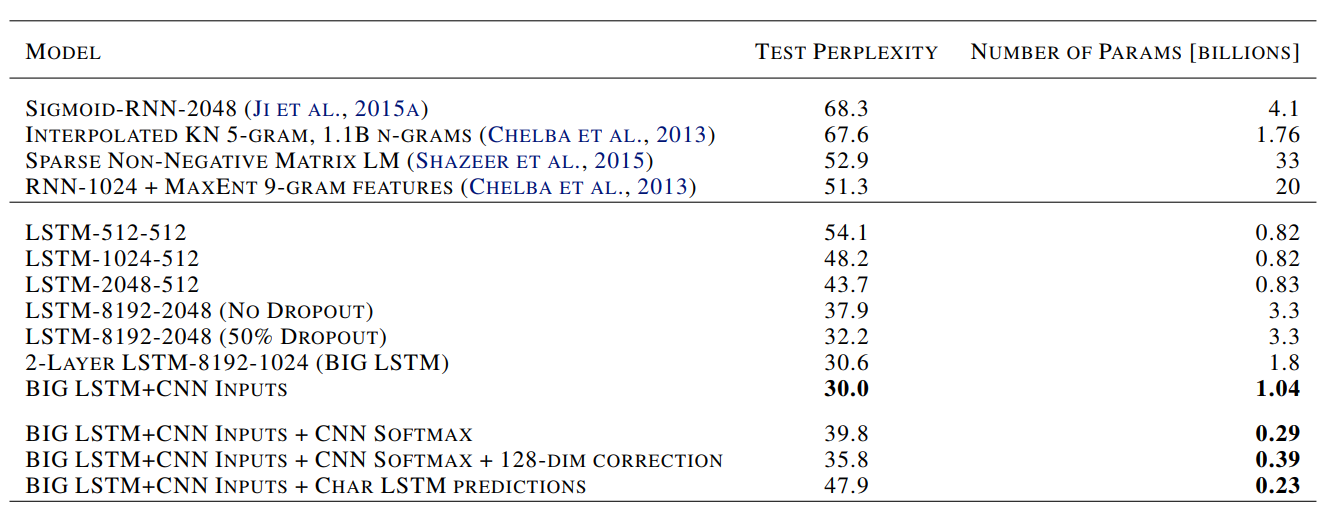 MODEL TEST PERPLEXITY NUMBER OF PARAMS [BILLIONS]
SIGMOID-RNN-2048 (JI ET AL., 2015A) 68.3 4.1
INTERPOLATED KN 5-GRAM, 1.1B N-GRAMS (CHELBA ET AL., 2013) 67.6 1.76
SPARSE NON-NEGATIVE MATRIX LM (SHAZEER ET AL., 2015) 52.9 33
RNN-1024 + MAXENT 9-GRAM FEATURES (CHELBA ET AL., 2013) 51.3 20
LSTM-512-512 54.1 0.82
LSTM-1024-512 48.2 0.82
LSTM-2048-512 43.7 0.83
LSTM-8192-2048 (NO DROPOUT) 37.9 3.3
LSTM-8192-2048 (50% DROPOUT) 32.2 3.3
2-LAYER LSTM-8192-1024 (BIG LSTM) 30.6 1.8
BIG LSTM+CNN INPUTS 30.0 1.04
BIG LSTM+CNN INPUTS + CNN SOFTMAX 39.8 0.29
BIG LSTM+CNN INPUTS + CNN SOFTMAX + 128-DIM CORRECTION 35.8 0.39
BIG LSTM+CNN INPUTS + CHAR LSTM PREDICTIONS 47.9 0.23